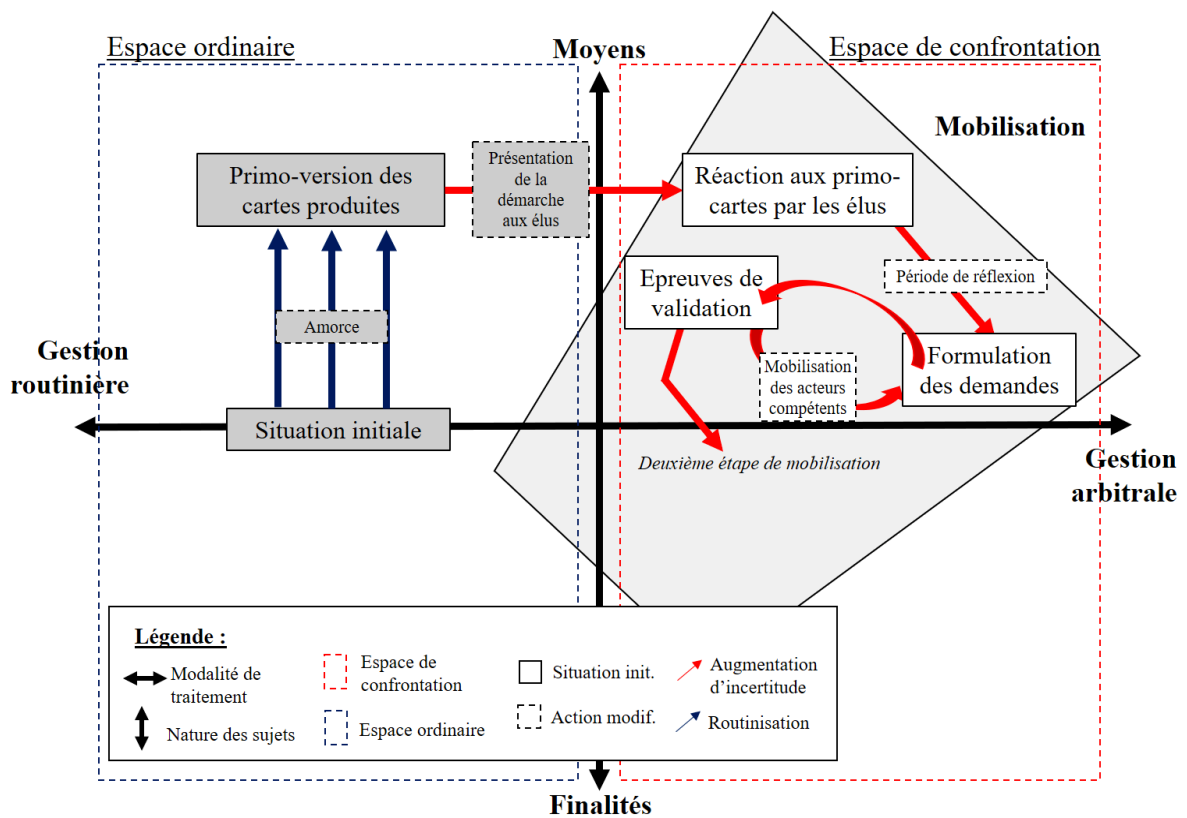 Espace ordinaire
Moyens
Espace de confrontation
Mobilisation
Primo-version des
cartes produites
Présentation
de la
démarche
aux élus
Réaction aux primo-
cartes par les élus
Période de réflexion
Epreuves de
validation
Amorce
Gestion
routinière
Mobilisation
des acteurs
compétents
Formulation
des demandes
Situation initiale
Deuxième étape de mobilisation
Gestion
arbitrale
Légende :
Modalité de
traitement
Nature des sujets
Espace de
confrontation
Espace ordinaire
Situation init.
Action modif.
Augmentation
d’incertitude
Routinisation
Finalités